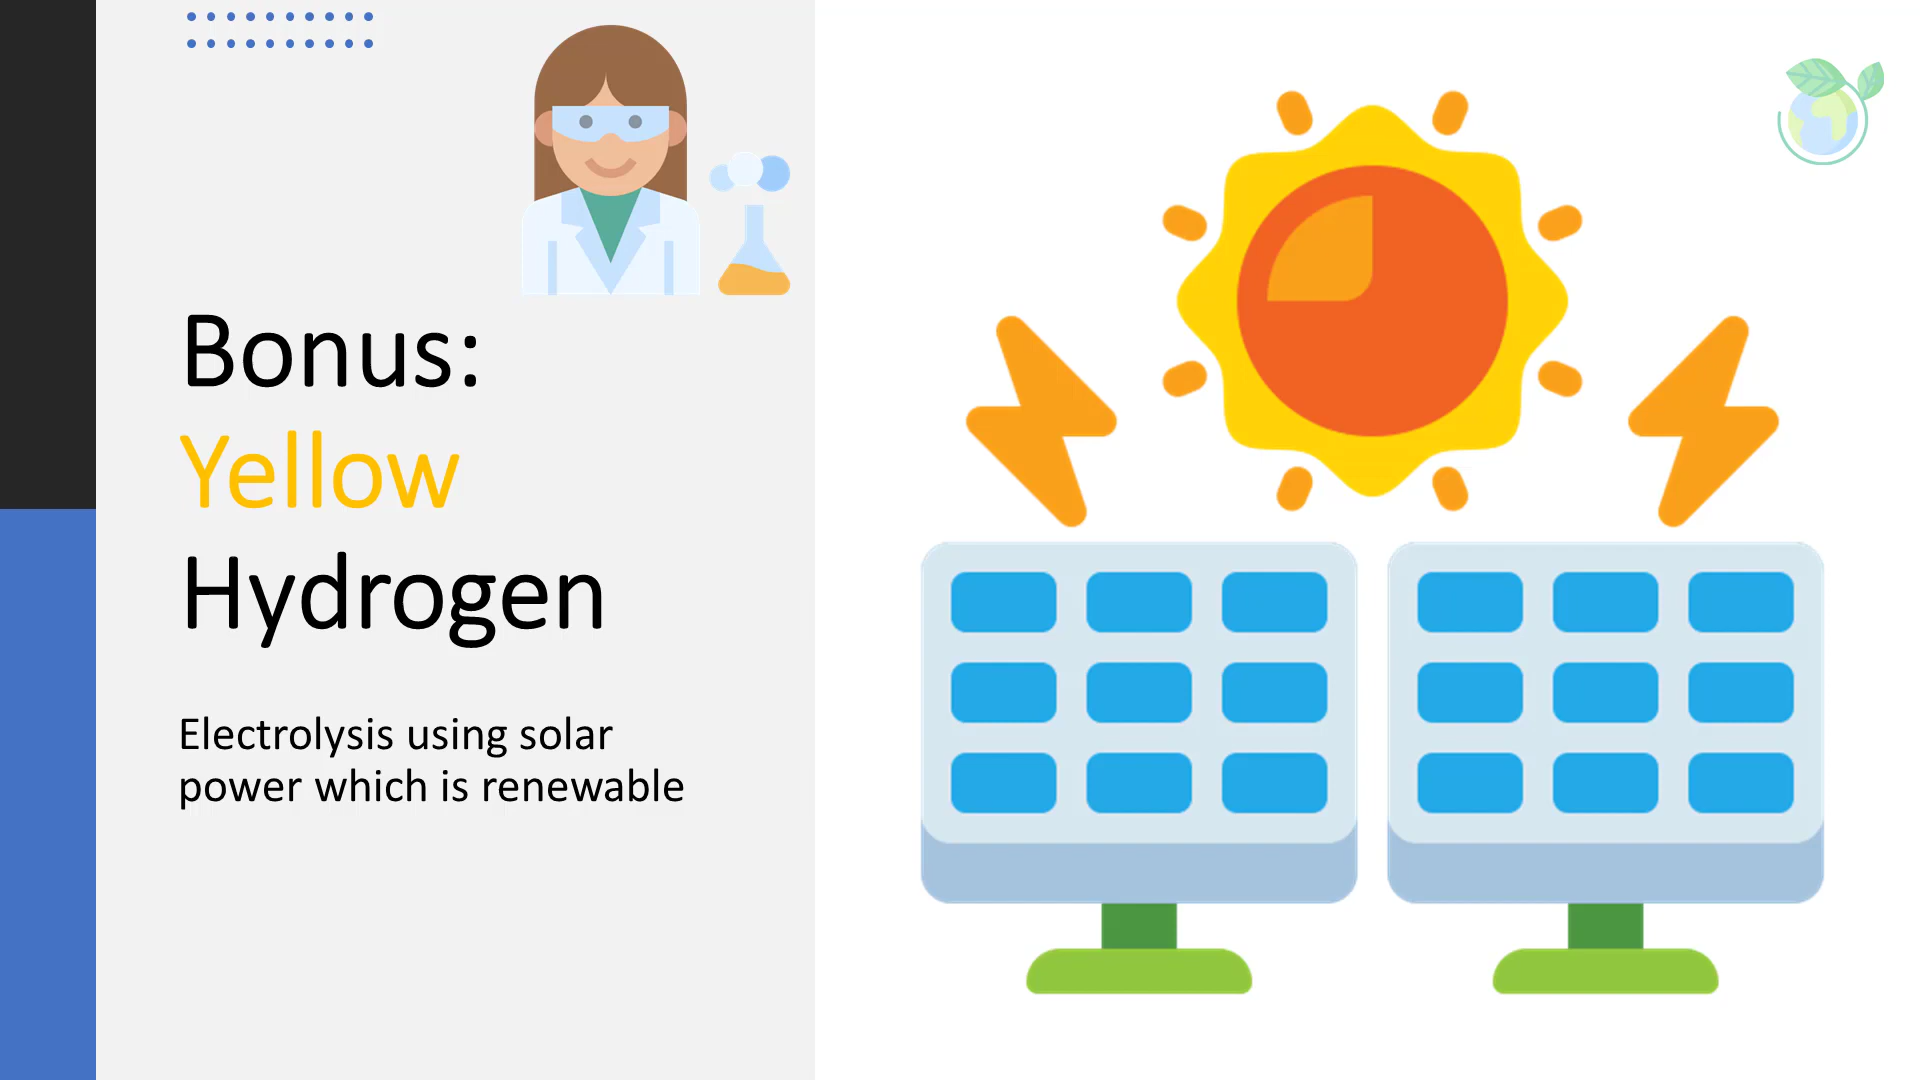 Bonus:
Yellow
Hydrogen
Electrolysis using solar
power which is renewable